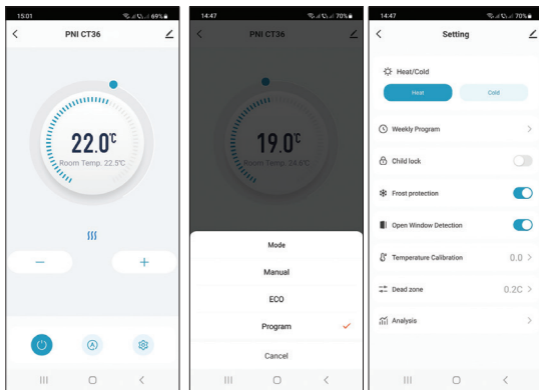 15:01
69%
PNI CT36
22.0℃
Room Temp. 22.5℃
14:47
70%
PNI CT36
19.0℃
Room Temp. 24.5℃
Mode
Manual
ECO
Program
Cancel
14:47
70%
Setting
Heat/Cold
Heat
Cold
Weekly Program
Child lock
Frost protection
Open Window Detection
Temperature Calibration
0.0
Dead zone
0.2C
Analysis